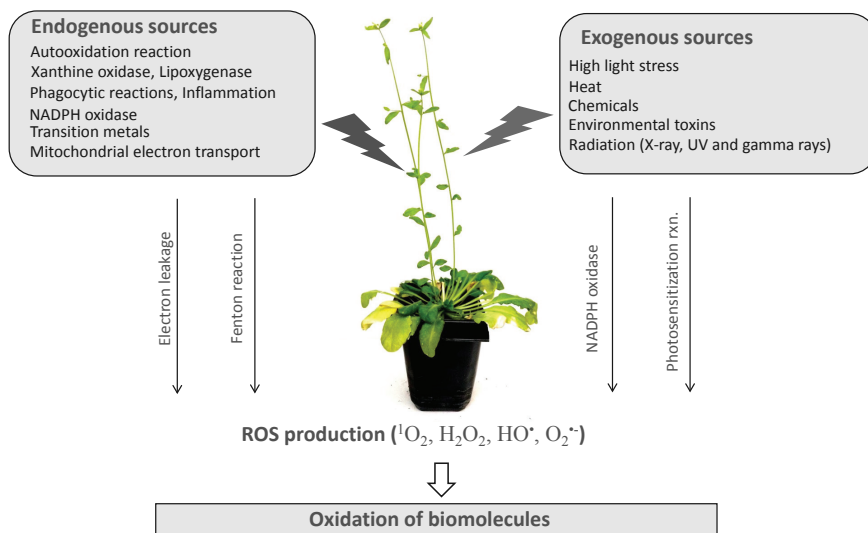 Endogenous sources
Autooxidation reaction
Xanthine oxidase, Lipoxygenase
Phagocytic reactions, Inflammation
NADPH oxidase
Transition metals
Mitochondrial electron transport
Exogenous sources
High light stress
Heat
Chemicals
Environmental toxins
Radiation (X-ray, UV and gamma rays)
Electron leakage
Fenton reaction
NADPH oxidase
Photosensitization rxn.
ROS production (¹O₂, H₂O₂, HO•, O₂•-)
Oxidation of biomolecules